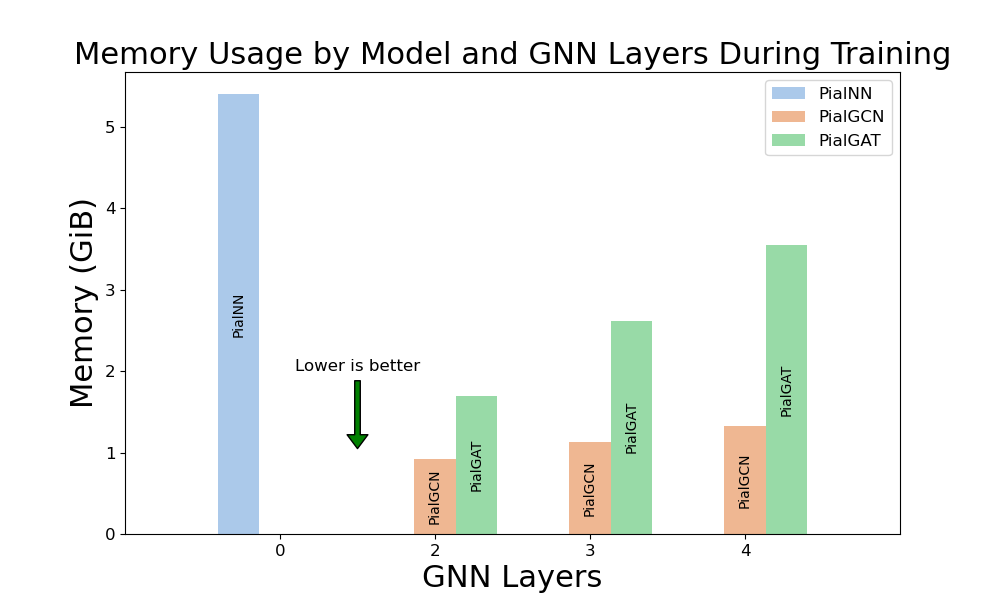 Memory Usage by Model and GNN Layers During Training
PialNN
PialGCN
PialGAT
Memory (GiB)
5
4
3
2
1
0
Lower is better
PialNN
PialGCN
PialGAT
PialGCN
PialGAT
PialGCN
PialGAT
0 2 3 4
GNN Layers